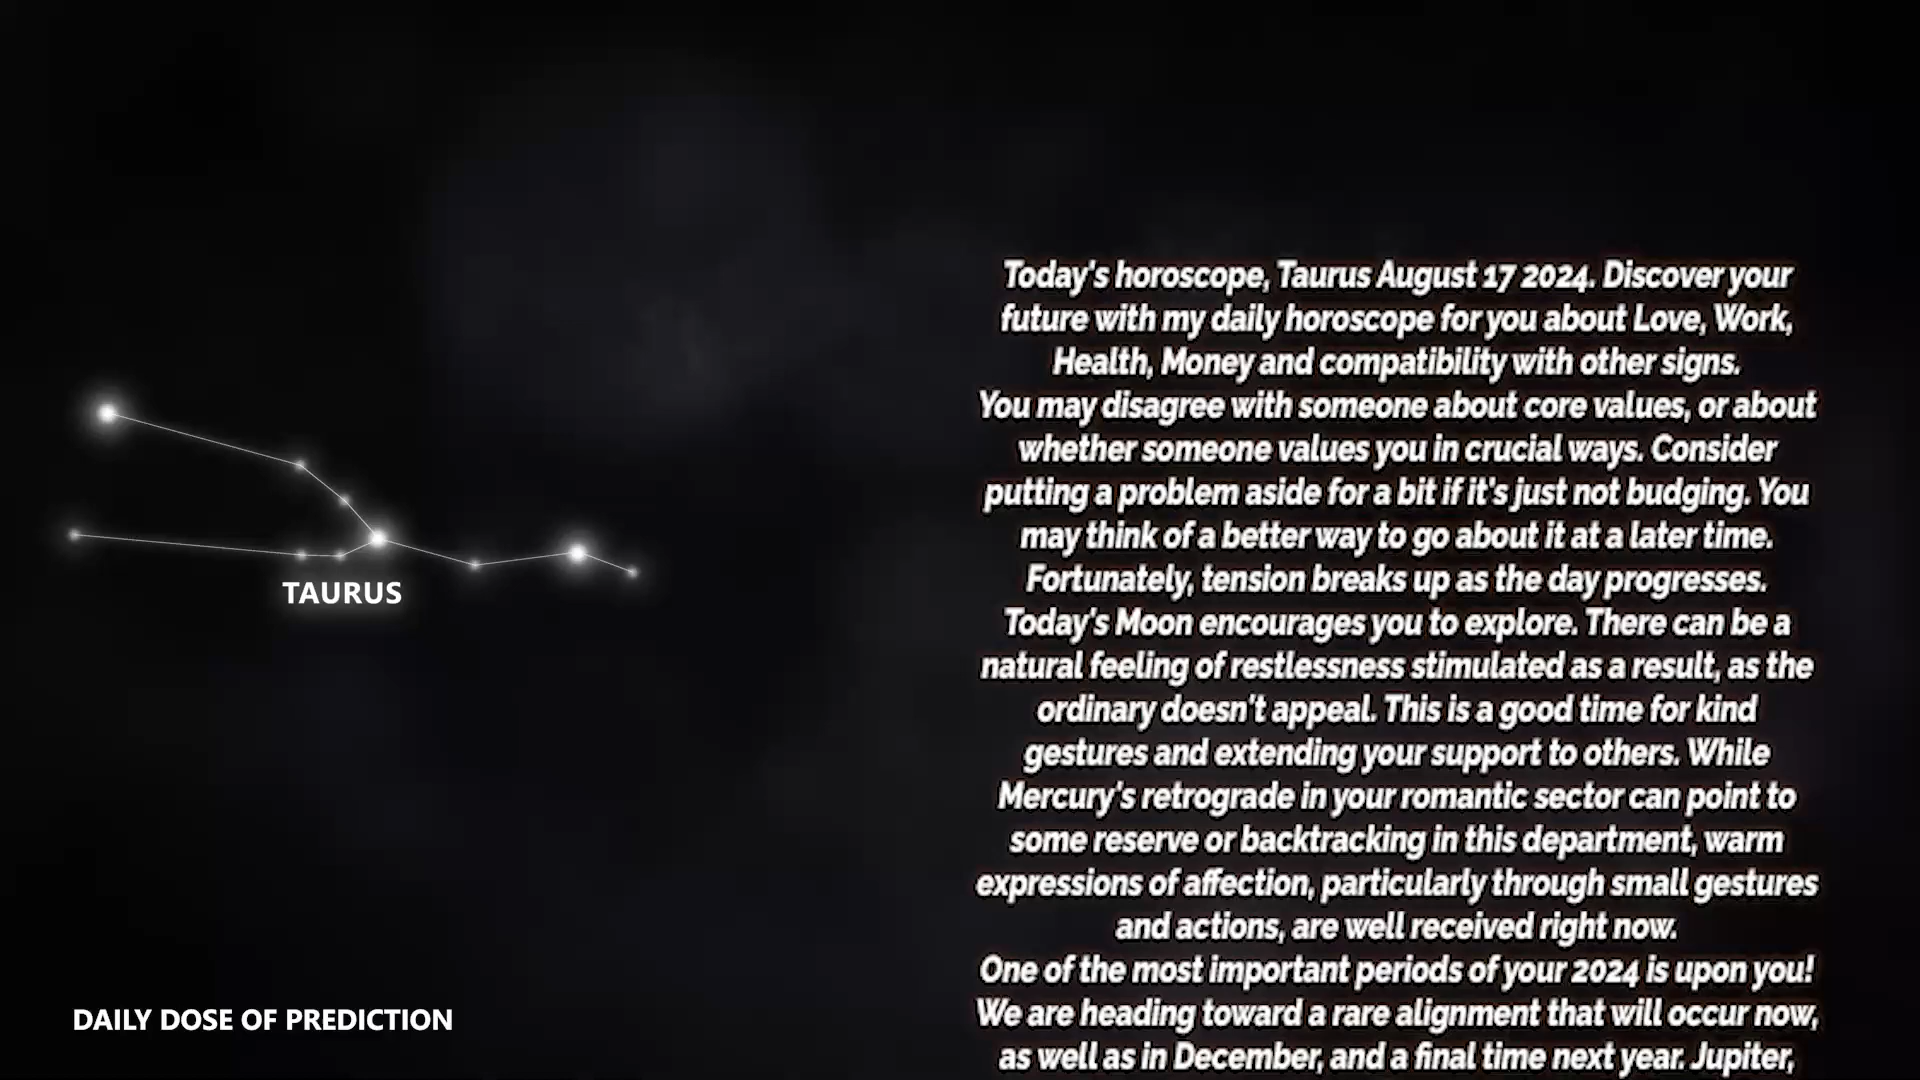 Today's horoscope, Taurus August 17 2024. Discover your
future with my daily horoscope for you about Love, Work,
Health, Money and compatibility with other signs.
You may disagree with someone about core values, or about
whether someone values you in crucial ways. Consider
putting a problem aside for a bit if it's just not budging. You
may think of a better way to go about it at a later time.
Fortunately, tension breaks up as the day progresses.
Today's Moon encourages you to explore. There can be a
natural feeling of restlessness stimulated as a result, as the
ordinary doesn't appeal. This is a good time for kind
gestures and extending your support to others. While
Mercury's retrograde in your romantic sector can point to
some reserve or backtracking in this department, warm
expressions of affection, particularly through small gestures
and actions, are well received right now.
One of the most important periods of your 2024 is upon you!
We are heading toward a rare alignment that will occur now,
as well as in December, and a final time next year. Jupiter,
TAURUS
DAILY DOSE OF PREDICTION